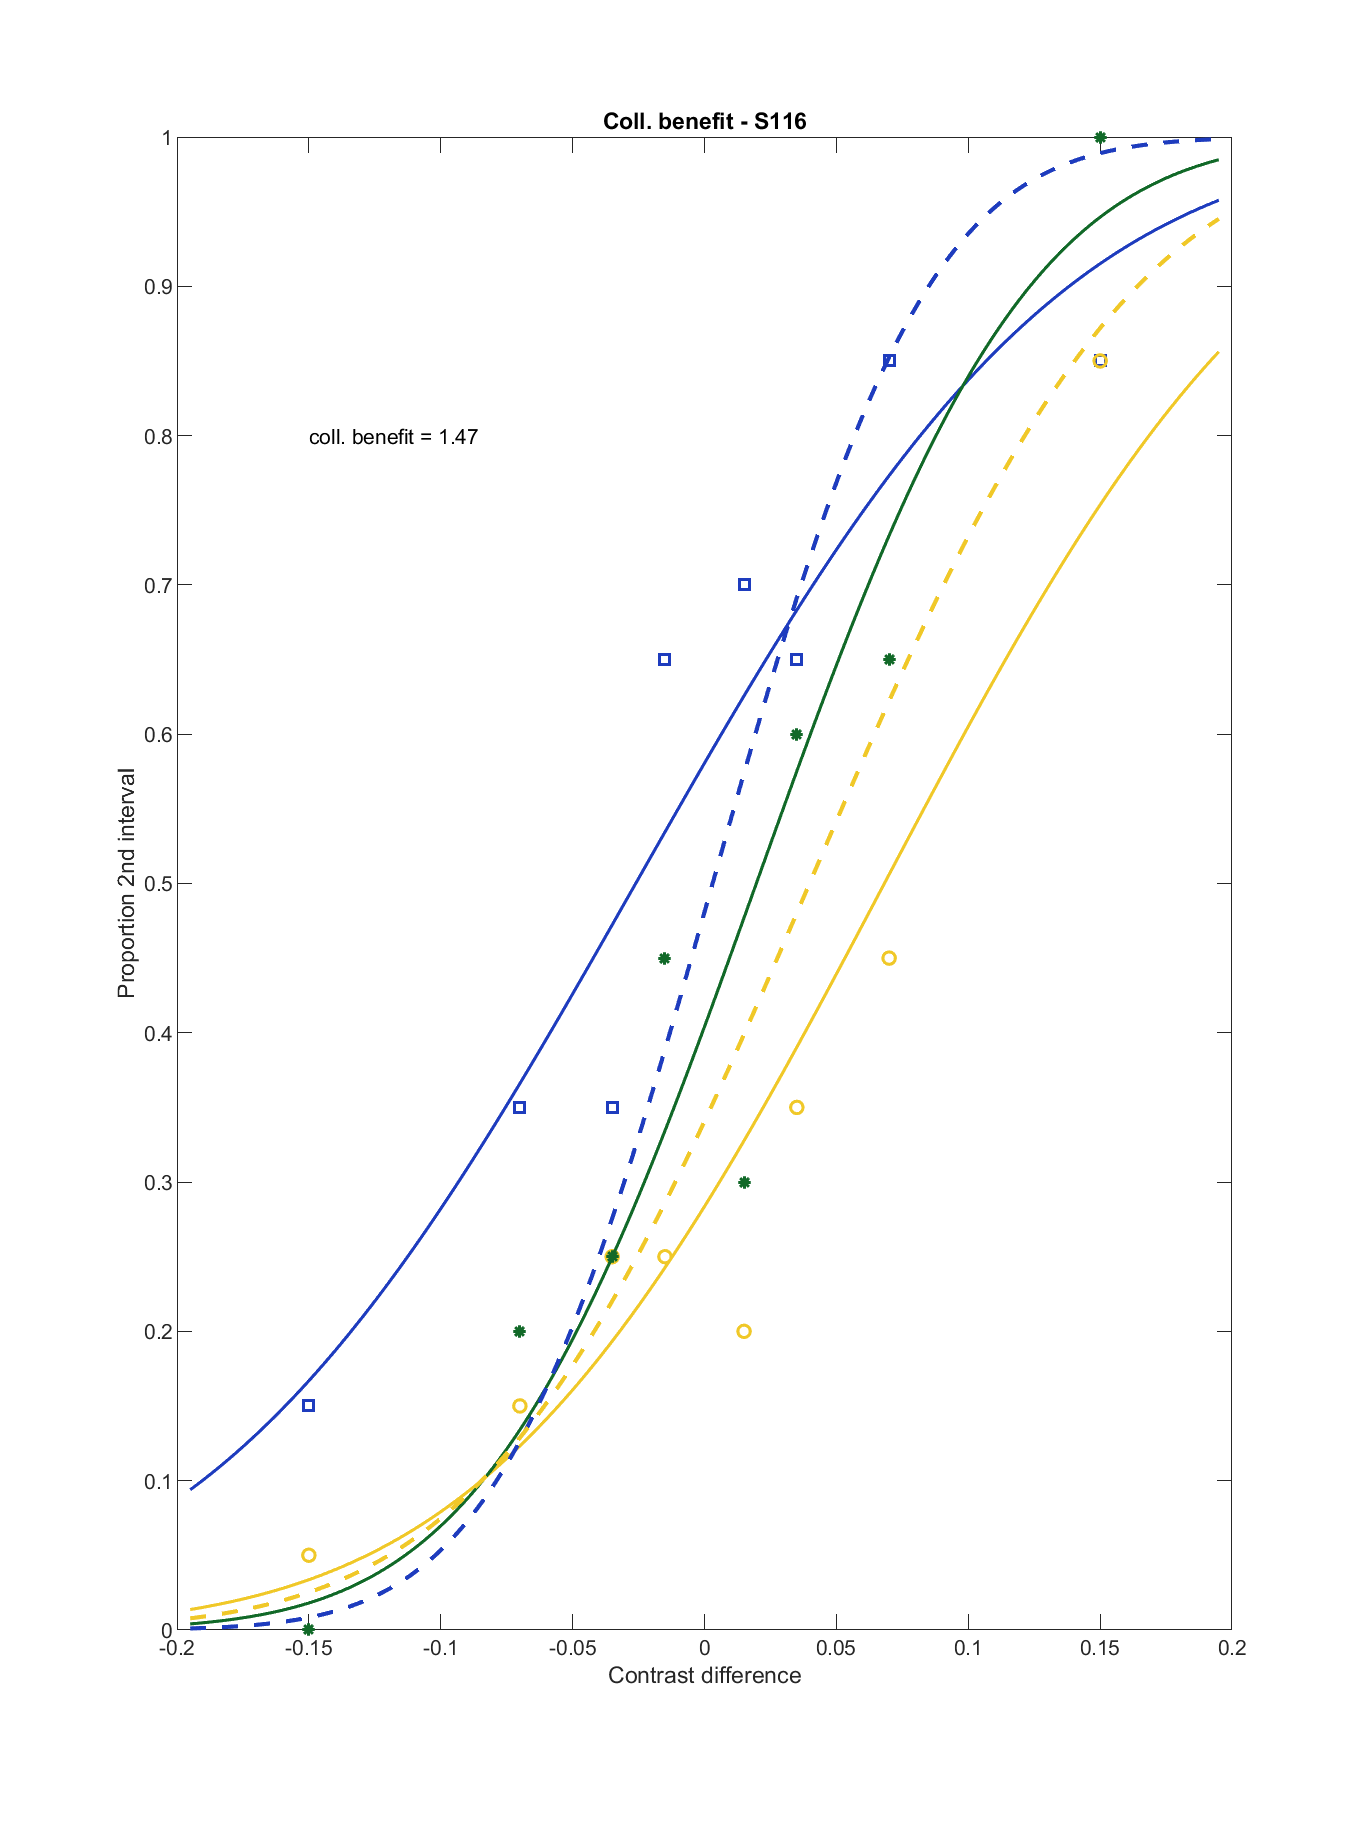 Coll. benefit - S116
1
0.9
0.8
coll. benefit = 1.47
0.7
0.6
0.5
0.4
0.3
0.2
0.1
0
Proportion 2nd interval
-0.2 -0.15 -0.1 -0.05 0 0.05 0.1 0.15 0.2
Contrast difference